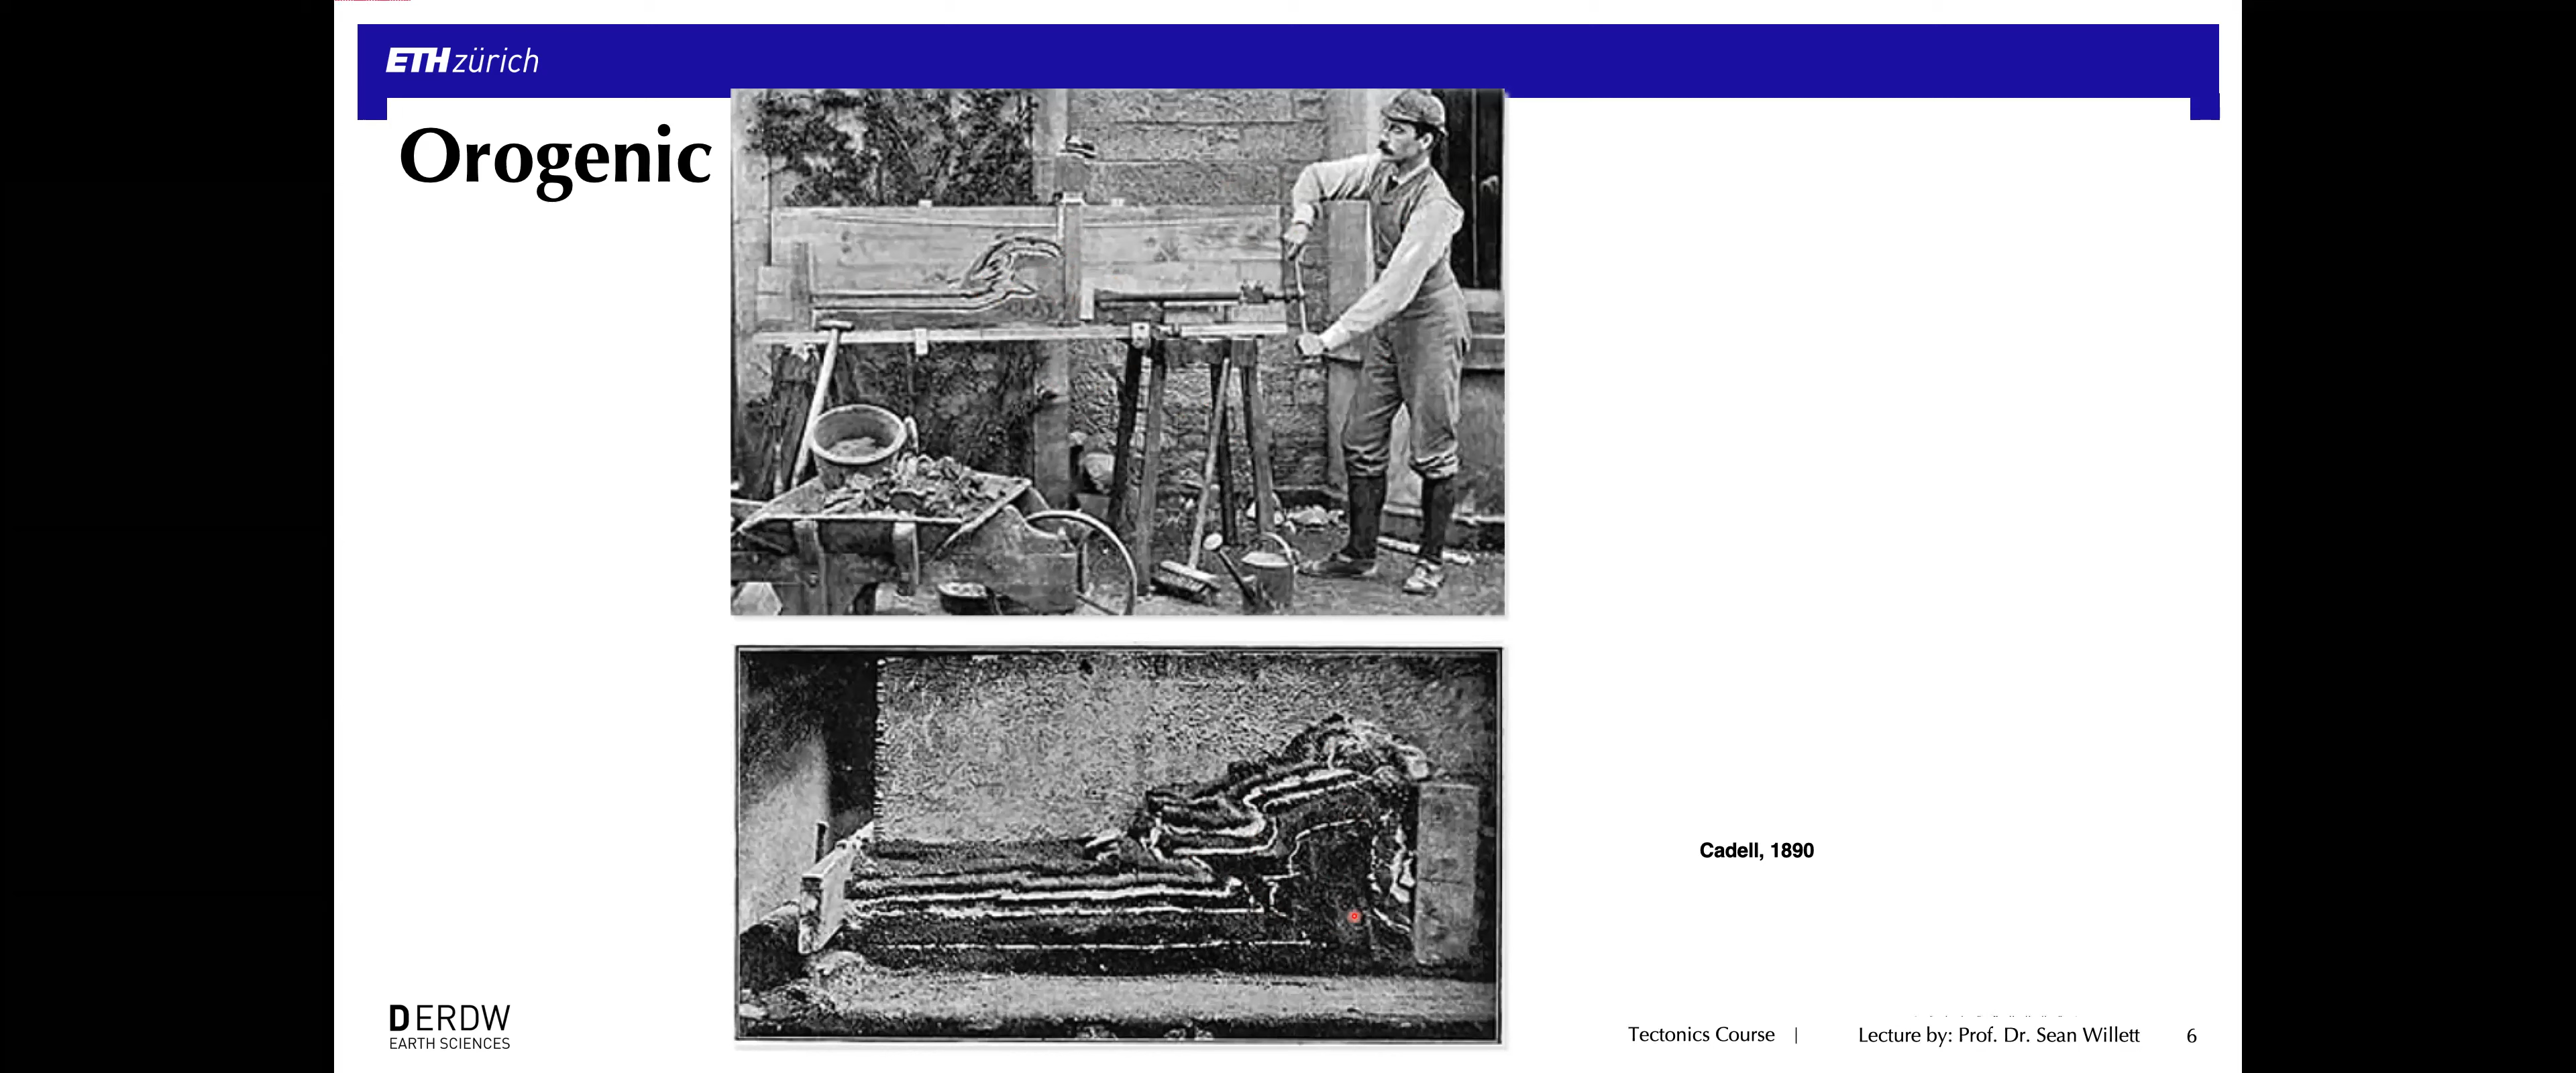 ETH zürich
Orogenic
Cadell, 1890
DERDW
EARTH SCIENCES
Tectonics Course | Lecture by: Prof. Dr. Sean Willett 6